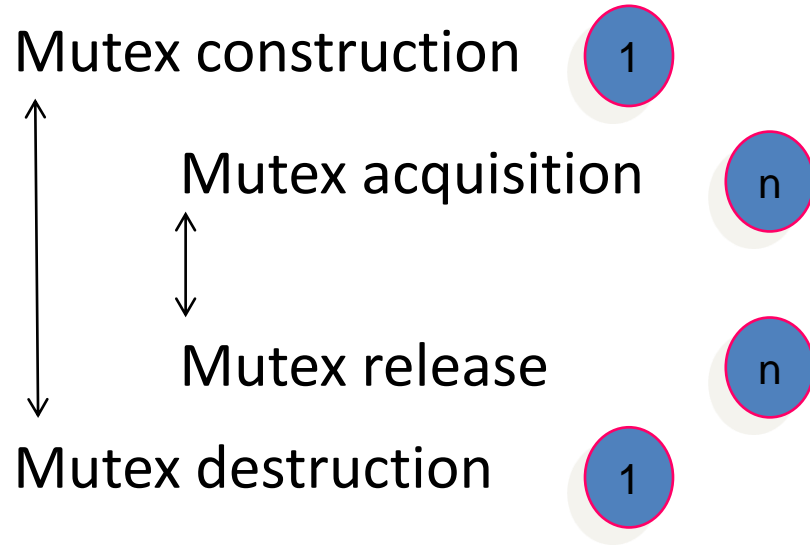 Mutex construction 1
Mutex acquisition n
Mutex release n
Mutex destruction 1